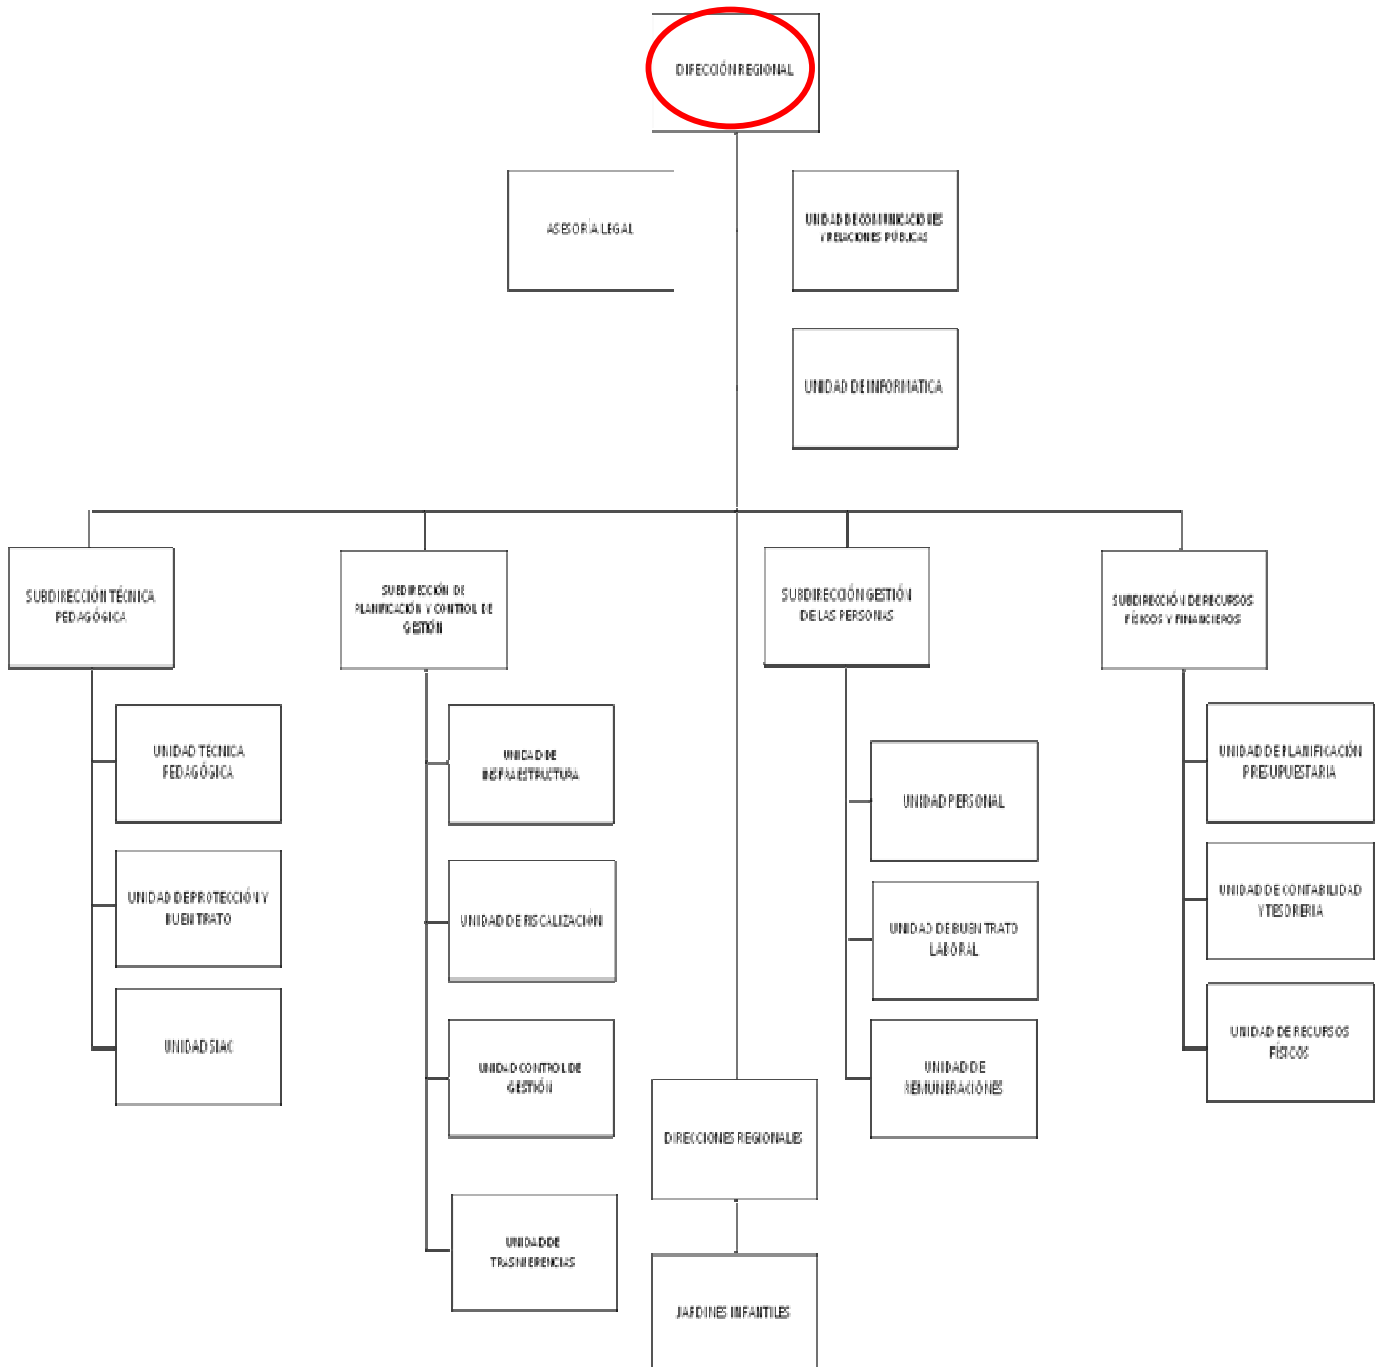 DIRECCIÓN REGIONAL
ASESORÍA LEGAL
UNIDAD DE COMUNICACIONES
Y RELACIONES PÚBLICAS
UNIDAD DE INFORMATICA
SUBDIRECCIÓN TÉCNICA
PEDAGÓGICA
SUBDIRECCIÓN DE
PLANIFICACIÓN Y CONTROL DE
GESTIÓN
SUBDIRECCIÓN GESTIÓN
DE LAS PERSONAS
SUBDIRECCIÓN DE RECURSOS
FÍSICOS Y FINANCIEROS
UNIDAD TÉCNICA
PEDAGÓGICA
UNIDAD DE PROTECCIÓN Y
BUEN TRATO
UNIDAD SIAC
UNIDAD DE
INSFRAESTRUCTURA
UNIDAD DE FISCALIZACIÓN
UNIDAD CONTROL DE
GESTIÓN
UNIDAD DE
TRASNFERENCIAS
UNIDAD PERSONAL
UNIDAD DE BUEN TRATO
LABORAL
UNIDAD DE
REMUNERACIONES
UNIDAD DE PLANIFICACIÓN
PRESUPUESTARIA
UNIDAD DE CONTABILIDAD
Y TESORERIA
UNIDAD DE RECURSOS
FÍSICOS
DIRECCIONES REGIONALES
JARDINES INFANTILES